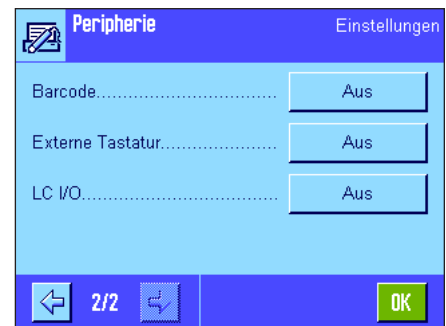 Peripherie Einstellungen
Barcode................................ Aus
Externe Tastatur..................... Aus
LC I/O................................... Aus
2/2 OK